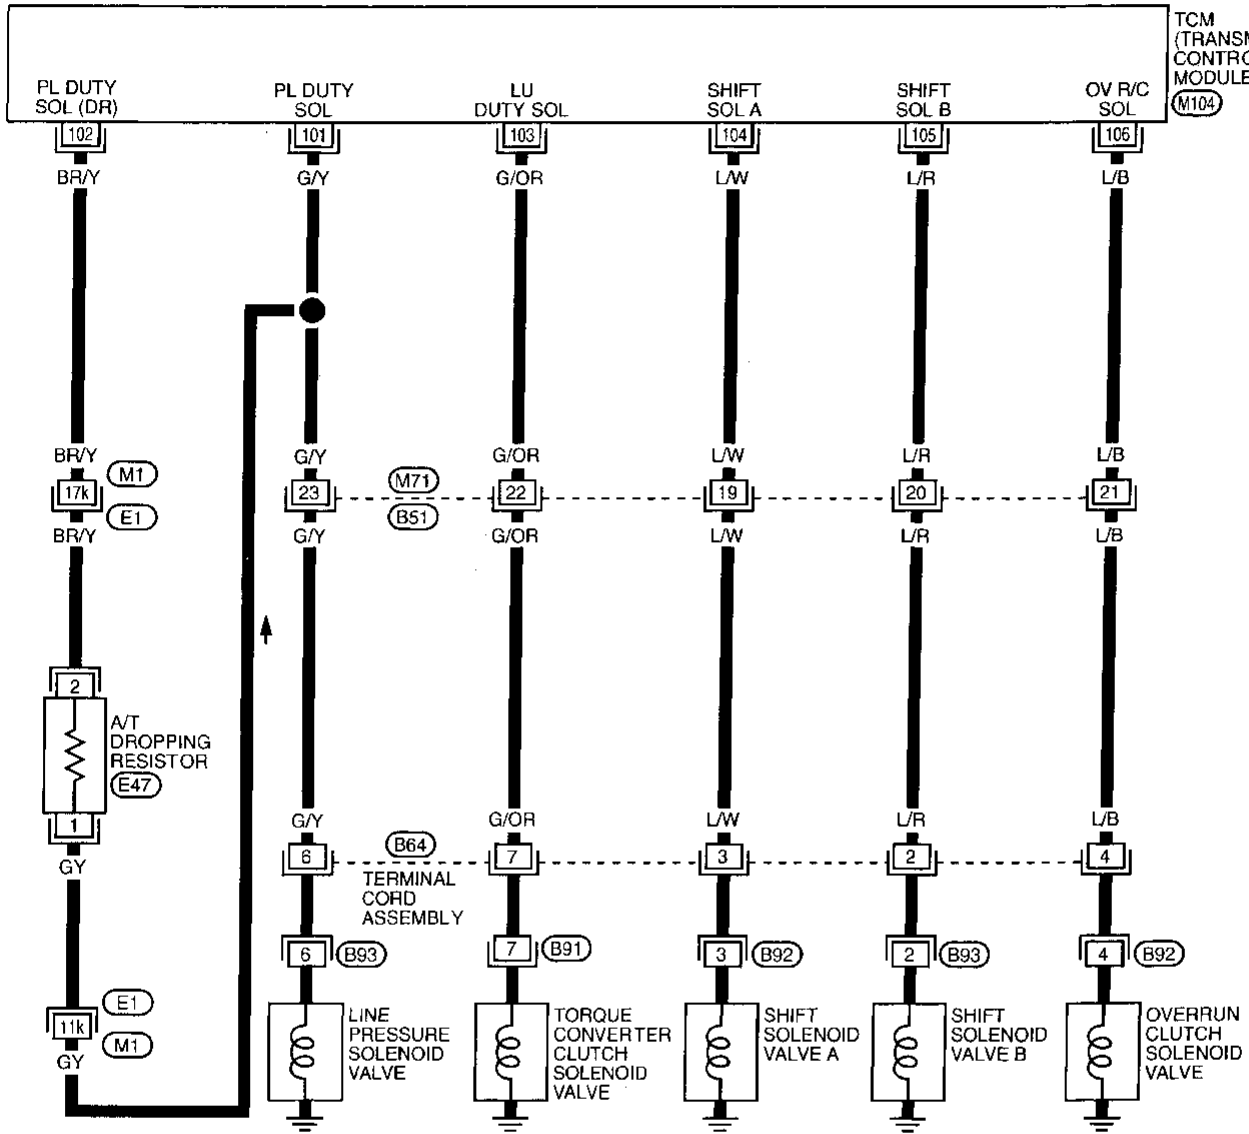 TCM
(TRANSM
CONTRO
MODULE
M104
PL DUTY
SOL (DR)
PL DUTY
SOL
LU
DUTY SOL
SHIFT
SOL A
SHIFT
SOL B
OV R/C
SOL
102
101
103
104
105
106
BR/Y
G/Y
G/OR
L/W
L/R
L/B
BR/Y
G/Y
G/OR
L/W
L/R
L/B
M1
17k
E1
23
M71
B51
22
19
20
21
BR/Y
G/Y
G/OR
L/W
L/R
L/B
2
A/T
DROPPING
RESISTOR
E47
1
GY
G/Y
G/OR
L/W
L/R
L/B
6
B64
7
3
2
4
TERMINAL
CORD
ASSEMBLY
6
B93
7
B91
3
B92
2
B93
4
B92
E1
11k
M1
GY
LINE
PRESSURE
SOLENOID
VALVE
TORQUE
CONVERTER
CLUTCH
SOLENOID
VALVE
SHIFT
SOLENOID
VALVE A
SHIFT
SOLENOID
VALVE B
OVERRUN
CLUTCH
SOLENOID
VALVE